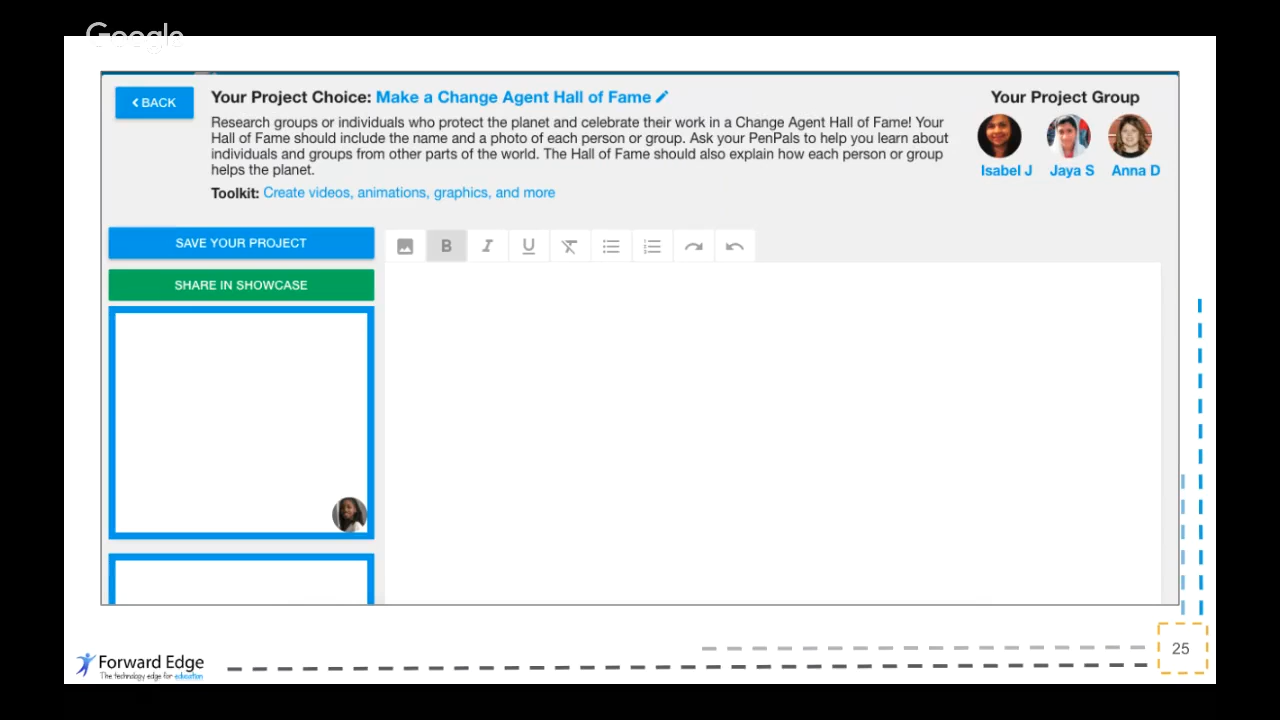 Google
BACK
Your Project Choice: Make a Change Agent Hall of Fame
Research groups or individuals who protect the planet and celebrate their work in a Change Agent Hall of Fame! Your
Hall of Fame should include the name and a photo of each person or group. Ask your PenPals to help you learn about
individuals and groups from other parts of the world. The Hall of Fame should also explain how each person or group
helps the planet.
Toolkit: Create videos, animations, graphics, and more
Your Project Group
Isabel J Jaya S Anna D
SAVE YOUR PROJECT
SHARE IN SHOWCASE
B I U
Forward Edge
The technology edge for education
25